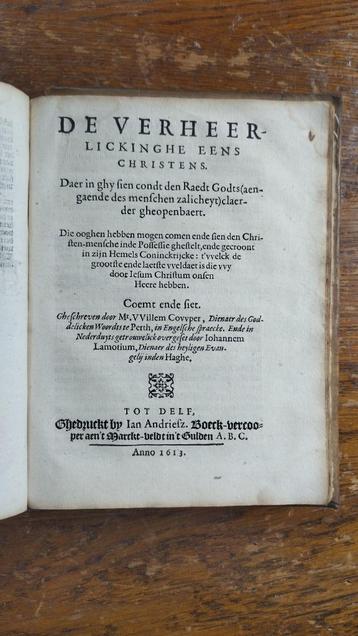 DE VERHEER-
LICKINGHE EENS
CHRISTENS.
Daer in ghy sien condt den Raedt Godts (aen-
gaende des menschen zalicheyt) claer-
der gheopenbaert.
Die ooghen hebben mogen comen ende sien den Chri-
sten-mensche inde Possessie ghestelt, ende gecroont
in zijn Hemels Coninckrijcke: t'vvelck de
grootste ende laetste vveldaet is die vvy
door Iesum Christum onsen
Heere hebben.
Coemt ende siet.
Gheschreven door Mr. VVillem Covvper, Dienaer des God-
delicken Woordts te Perth, in Engelsche spraecke. Ende in
Nederduyts getrouvvelick overgeset door Iohannem
Lamotium, Dienaer des heyligen Evan-
gelij inden Haghe.
TOT DELF,
Ghedruckt by Ian Andriesz. Boeck-vercoo-
per aen't Marckt-veldt in't Gulden A. B. C.
Anno 1613.